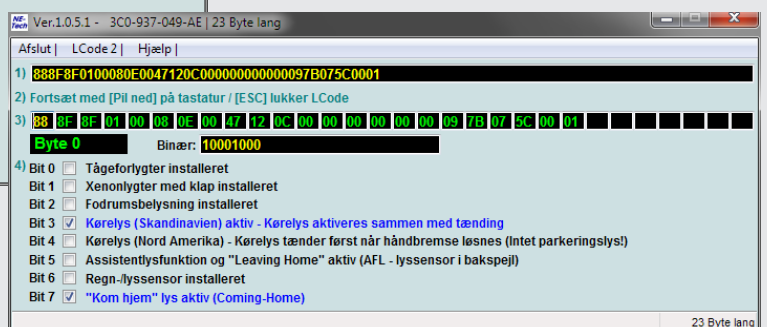 NE-Tech Ver.1.0.5.1 - 3C0-937-049-AE | 23 Byte lang
Afslut | LCode 2 | Hjælp |
1) 888F8F0100080E0047120C000000000000097B075C0001
2) Fortsæt med [Pil ned] på tastatur / [ESC] lukker LCode
3) 88 8F 8F 01 00 08 0E 00 47 12 0C 00 00 00 00 00 00 09 7B 07 5C 00 01
Byte 0 Binær: 10001000
4) Bit 0 Tågeforlygter installeret
Bit 1 Xenonlygter med klap installeret
Bit 2 Fodrumsbelysning installeret
Bit 3 Kørelys (Skandinavien) aktiv - Kørelys aktiveres sammen med tænding
Bit 4 Kørelys (Nord Amerika) - Kørelys tænder først når håndbremse løsnes (Intet parkeringslys!)
Bit 5 Assistentlysfunktion og "Leaving Home" aktiv (AFL - lyssensor i bakspejl)
Bit 6 Regn-/lyssensor installeret
Bit 7 "Kom hjem" lys aktiv (Coming-Home)
23 Byte lang